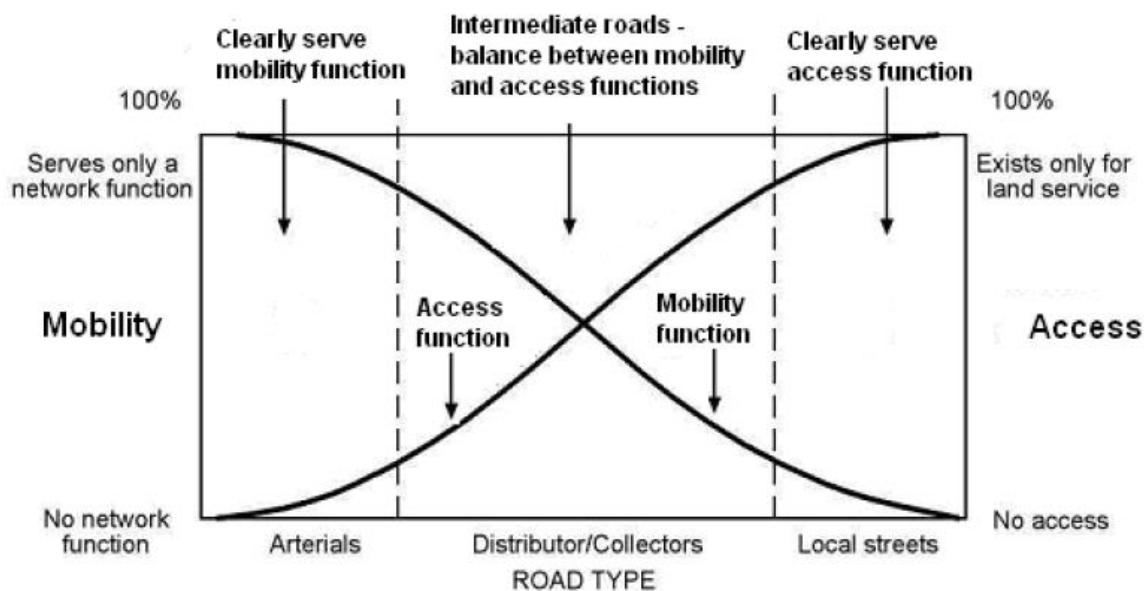 Clearly serve
mobility function
Intermediate roads -
balance between mobility
and access functions
Clearly serve
access function
100%
100%
Serves only a
network function
Exists only for
land service
Mobility
Access
function
Mobility
function
Access
No network
function
No access
Arterials
Distributor/Collectors
Local streets
ROAD TYPE